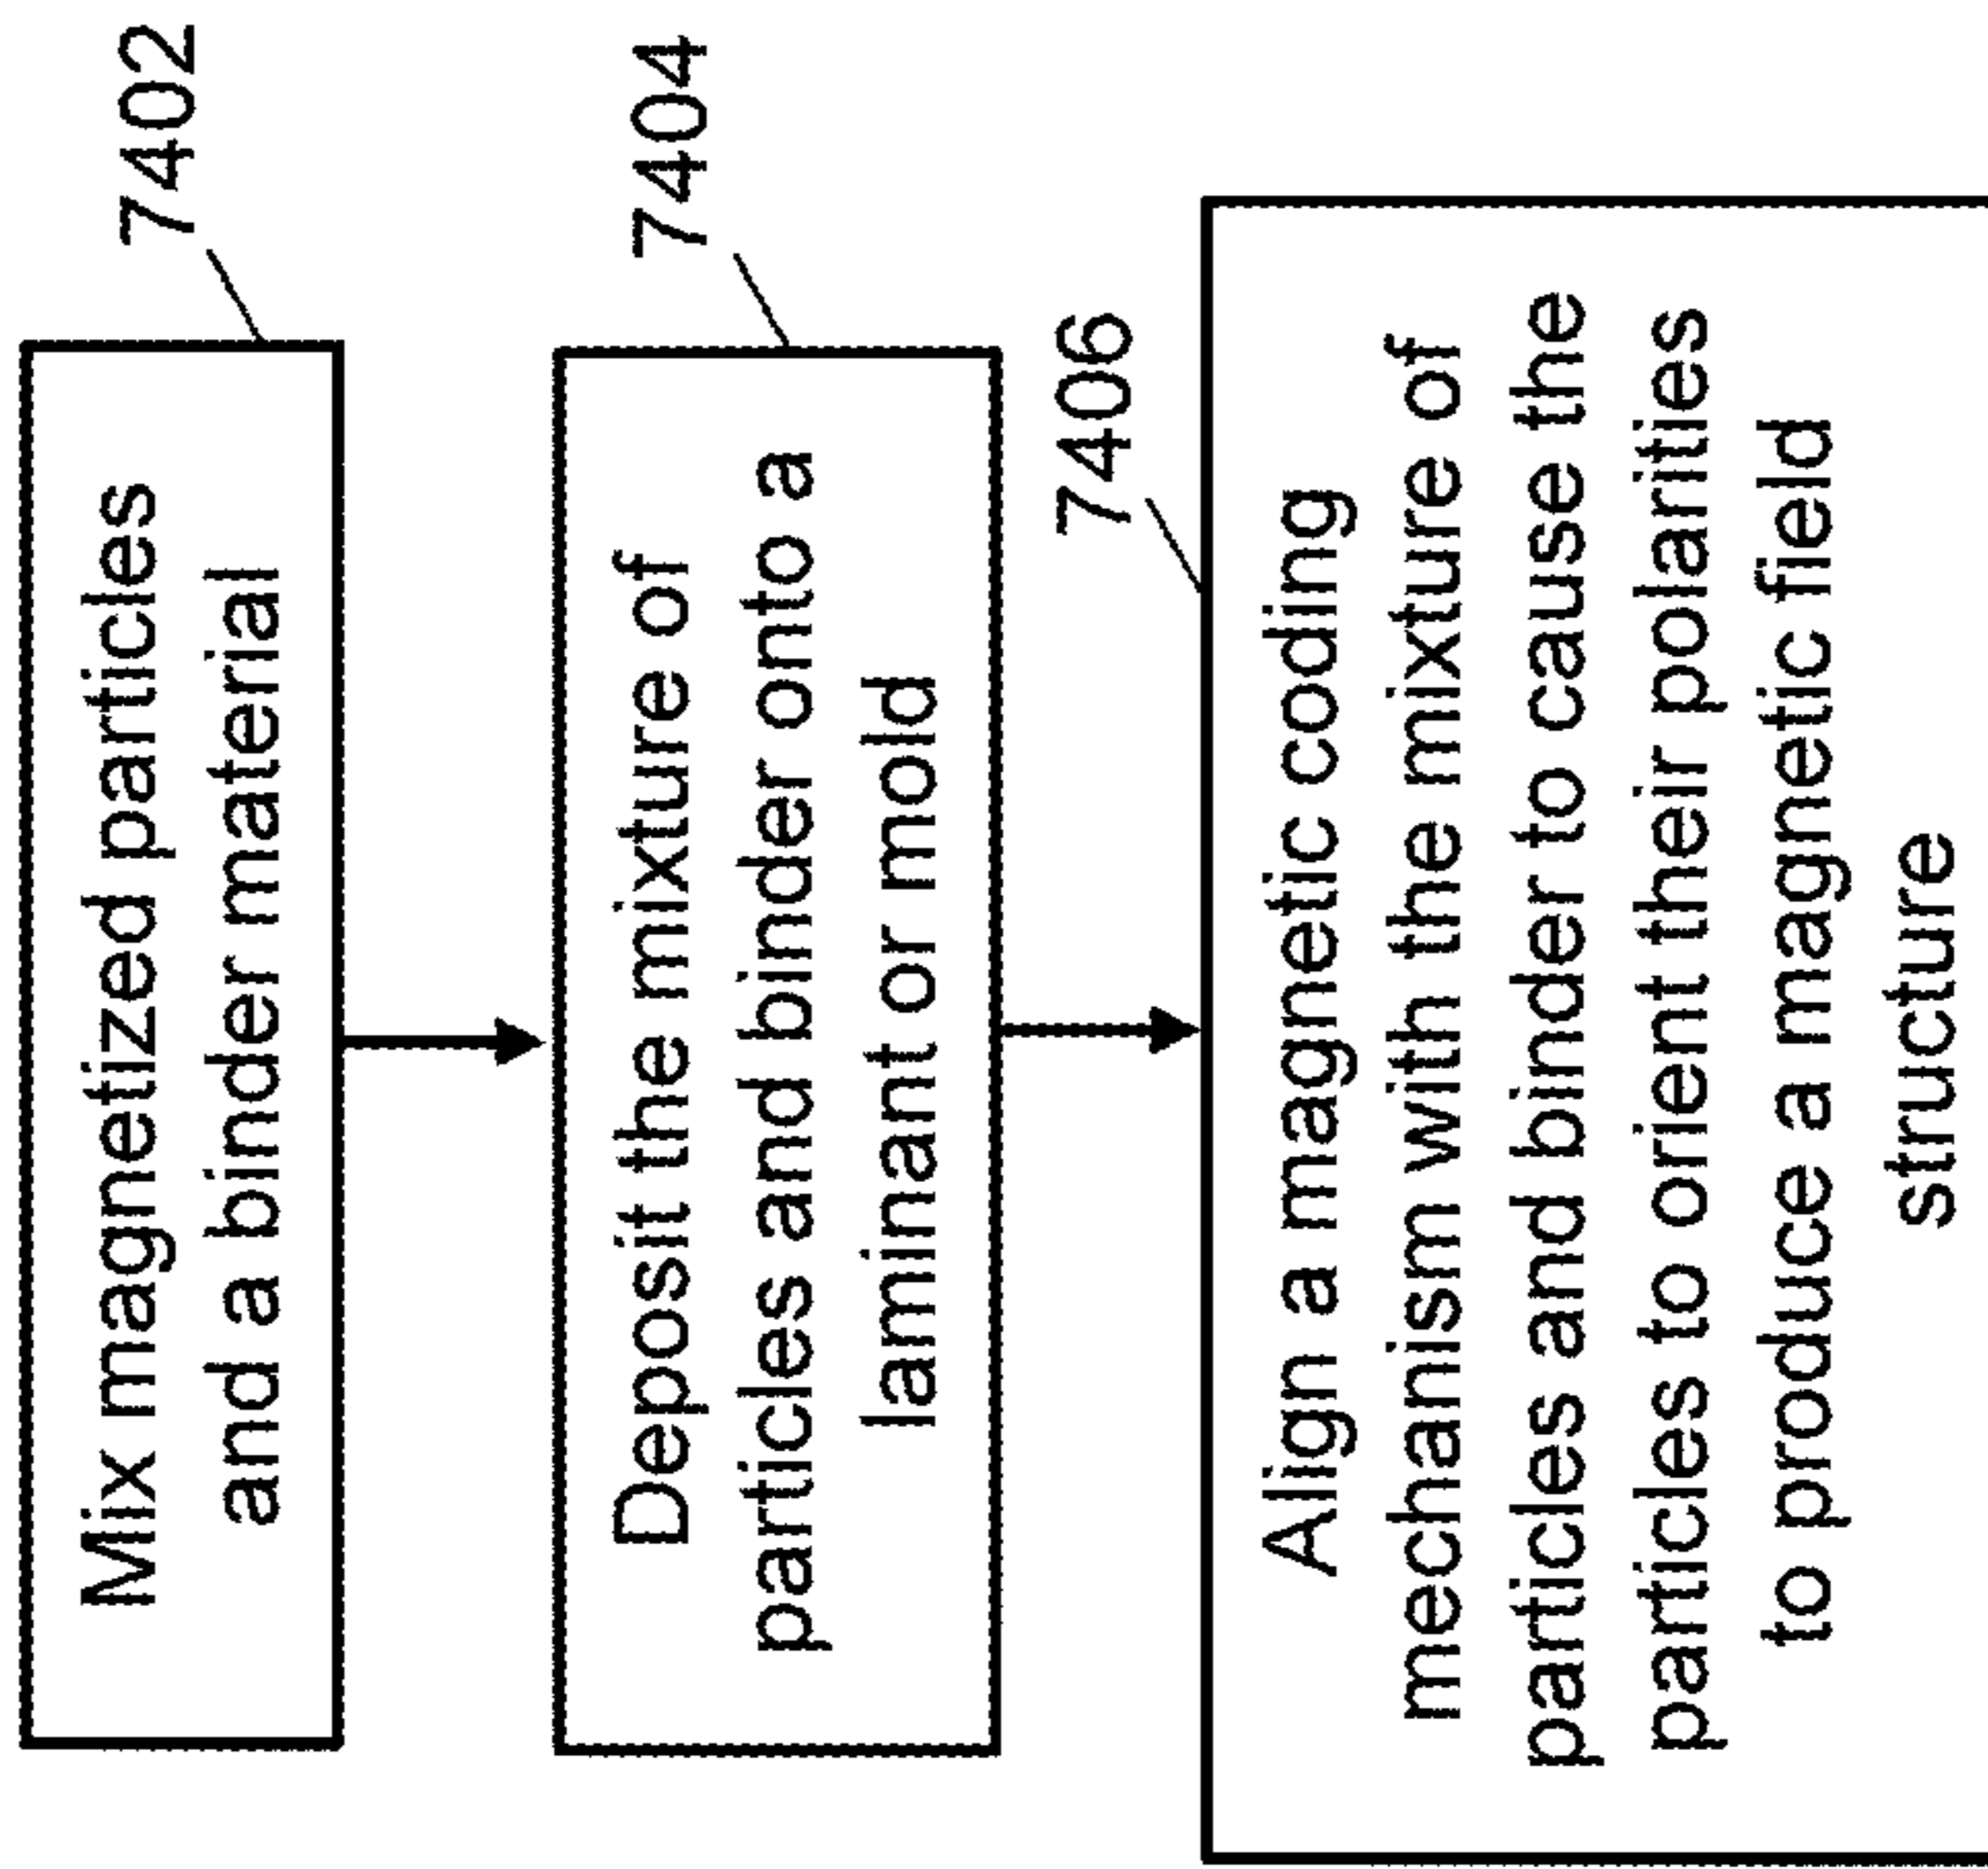 Mix magnetized particles
and a binder material
7402
Deposit the mixture of
particles and binder onto a
laminant or mold
7404
7406
Align a magnetic coding
mechanism with the mixture of
particles and binder to cause the
particles to orient their polarities
to produce a magnetic field
structure